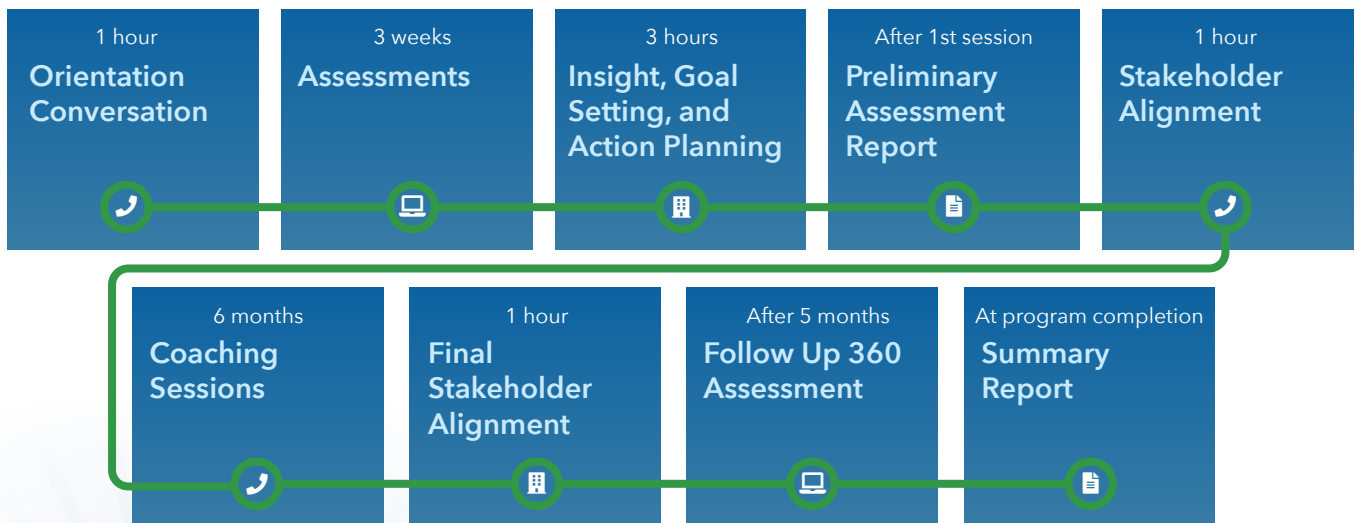 1 hour
Orientation
Conversation
3 weeks
Assessments
3 hours
Insight, Goal
Setting, and
Action Planning
After 1st session
Preliminary
Assessment
Report
1 hour
Stakeholder
Alignment
6 months
Coaching
Sessions
1 hour
Final
Stakeholder
Alignment
After 5 months
Follow Up 360
Assessment
At program completion
Summary
Report